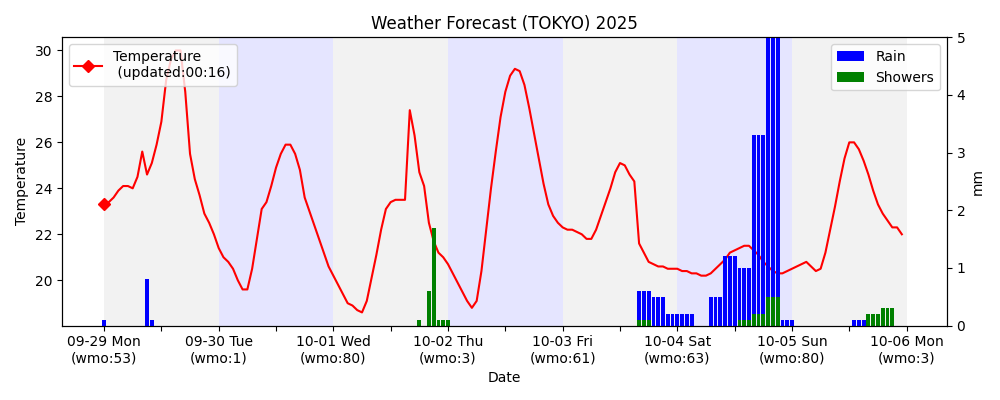 Weather Forecast (TOKYO) 2025
Temperature
(updated:00:16)
Rain
Showers
30
28
26
24
22
20
Temperature
5
4
3
2
1
0
mm
09-29 Mon
(wmo:53)
09-30 Tue
(wmo:1)
10-01 Wed
(wmo:80)
10-02 Thu
(wmo:3)
10-03 Fri
(wmo:61)
10-04 Sat
(wmo:63)
10-05 Sun
(wmo:80)
10-06 Mon
(wmo:3)
Date